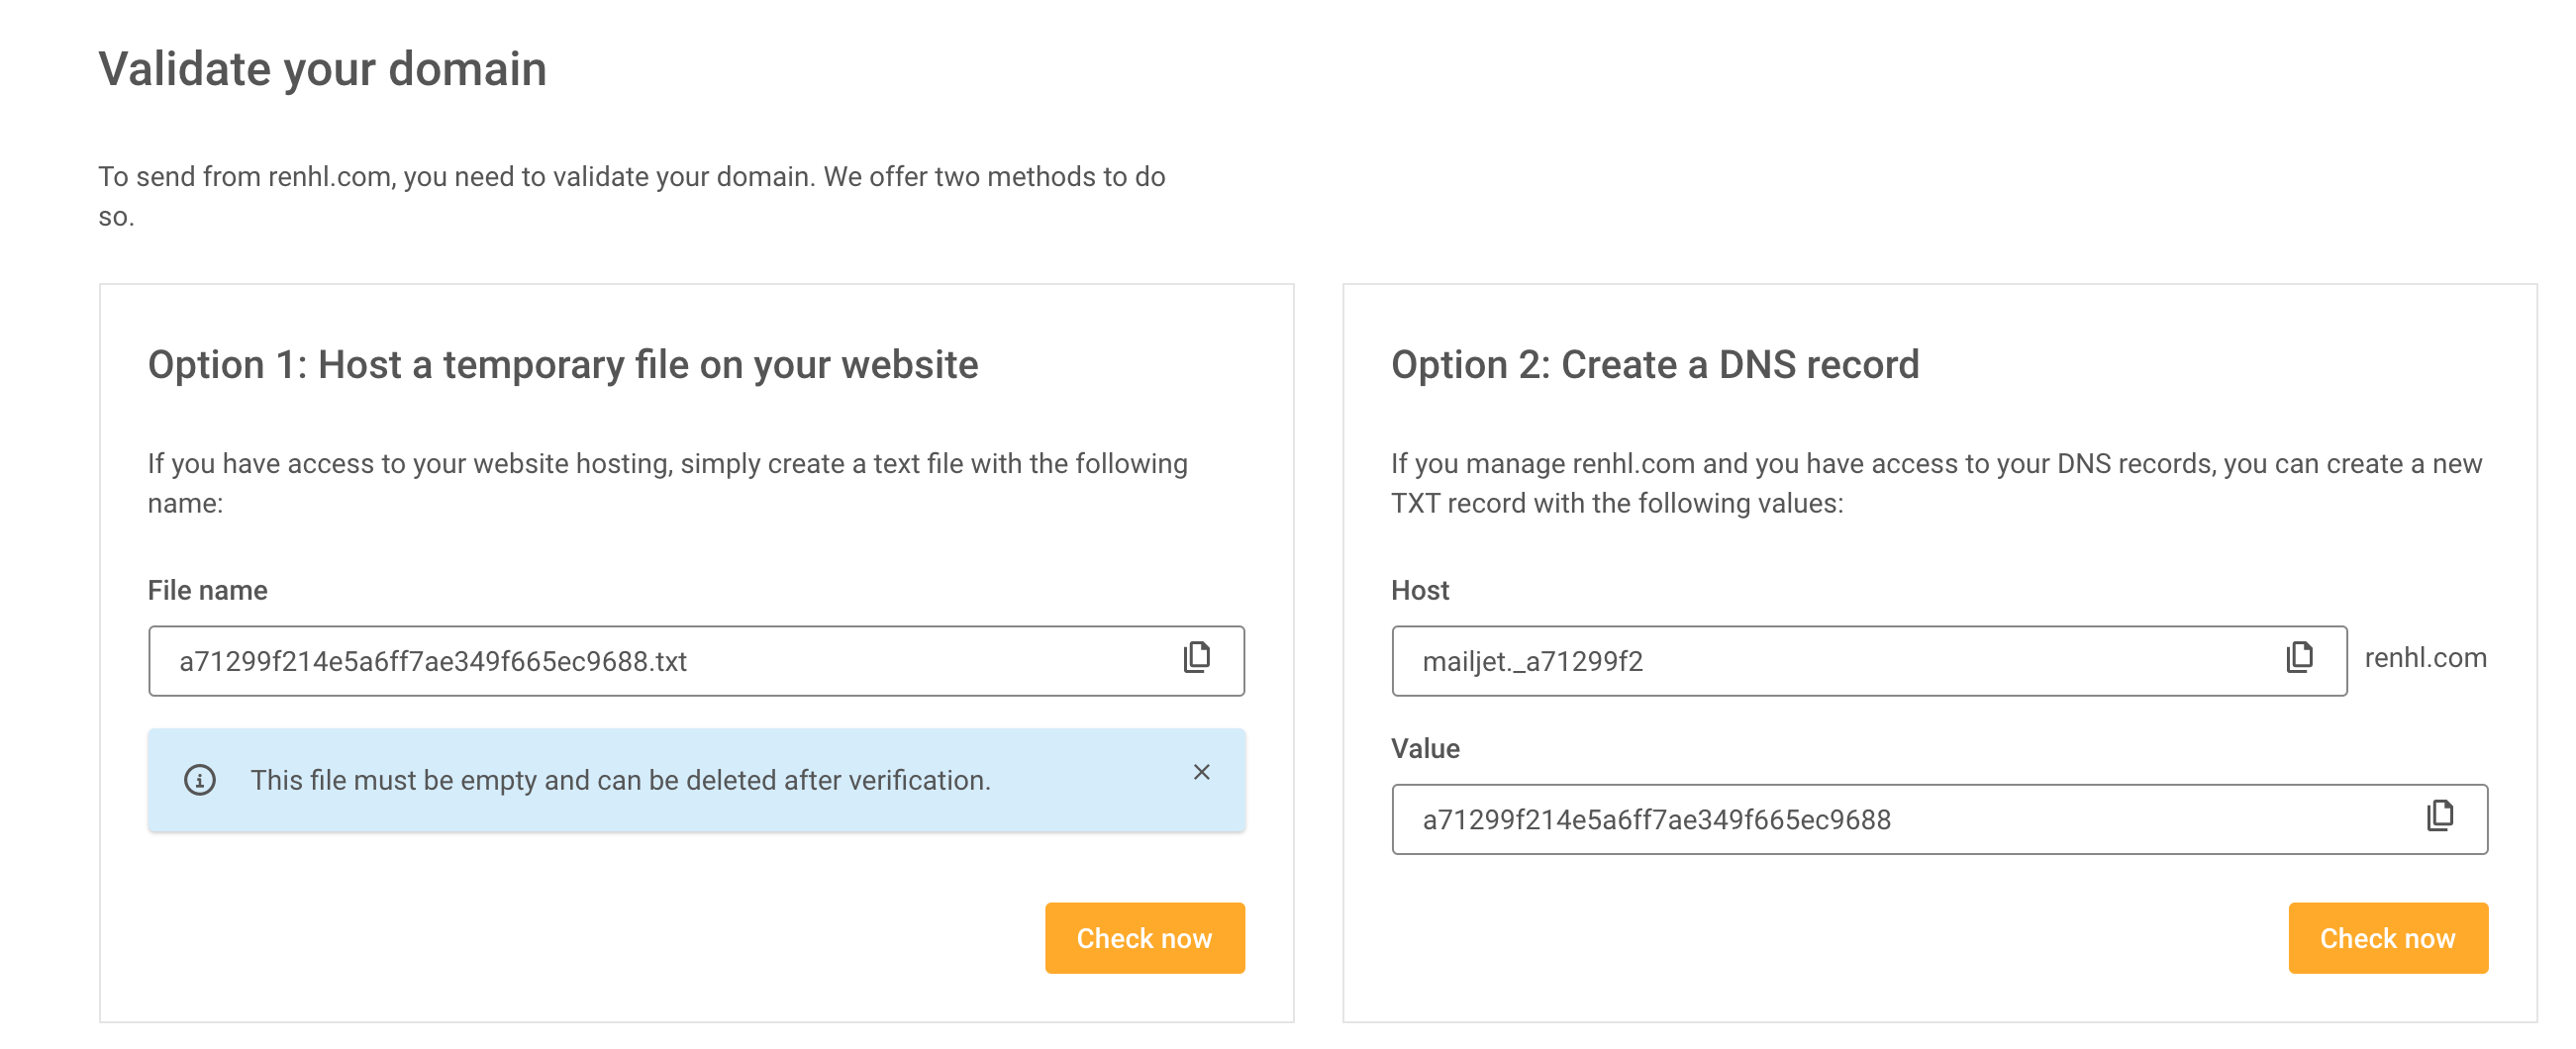 Validate your domain
To send from renhl.com, you need to validate your domain. We offer two methods to do
so.
Option 1: Host a temporary file on your website
If you have access to your website hosting, simply create a text file with the following
name:
File name
a71299f214e5a6ff7ae349f665ec9688.txt
This file must be empty and can be deleted after verification.
Check now
Option 2: Create a DNS record
If you manage renhl.com and you have access to your DNS records, you can create a new
TXT record with the following values:
Host
mailjet._a71299f2
renhl.com
Value
a71299f214e5a6ff7ae349f665ec9688
Check now